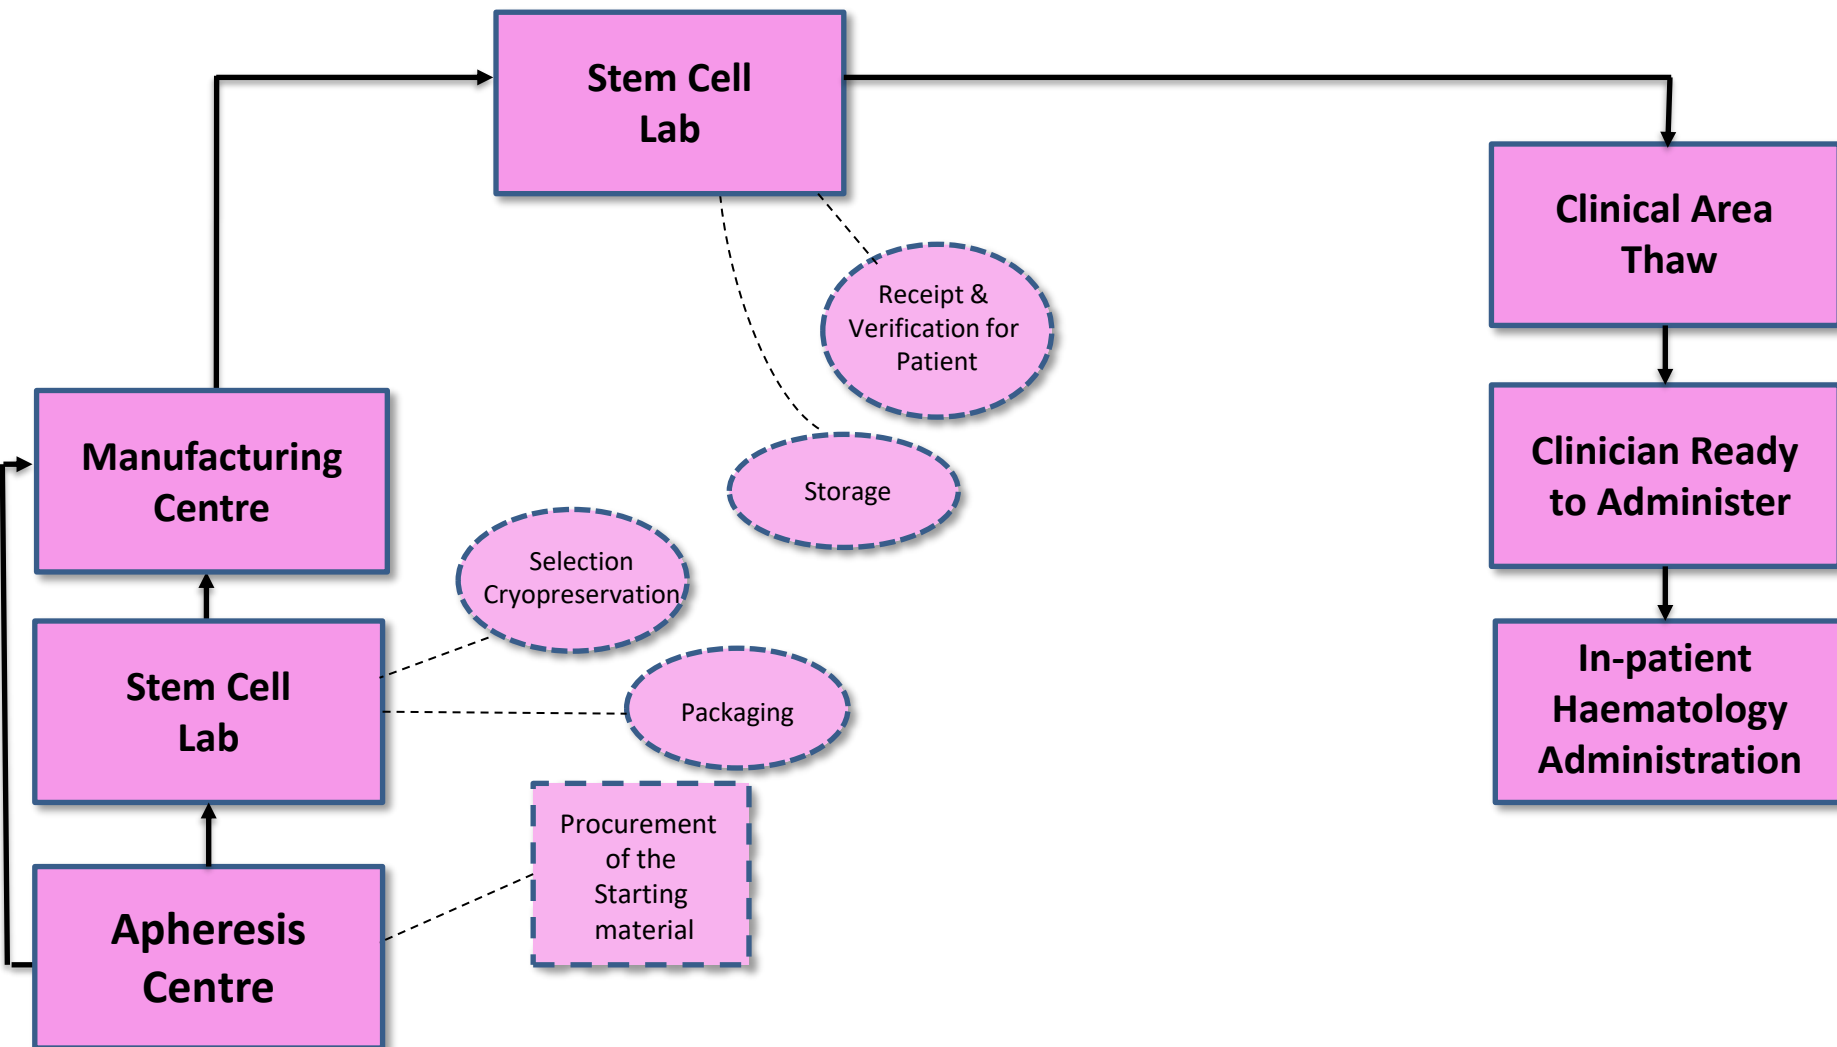 Stem Cell
Lab
Receipt &
Verification for
Patient
Storage
Clinical Area
Thaw
Clinician Ready
to Administer
In-patient
Haematology
Administration
Manufacturing
Centre
Selection
Cryopreservation
Stem Cell
Lab
Packaging
Procurement
of the
Starting
material
Apheresis
Centre